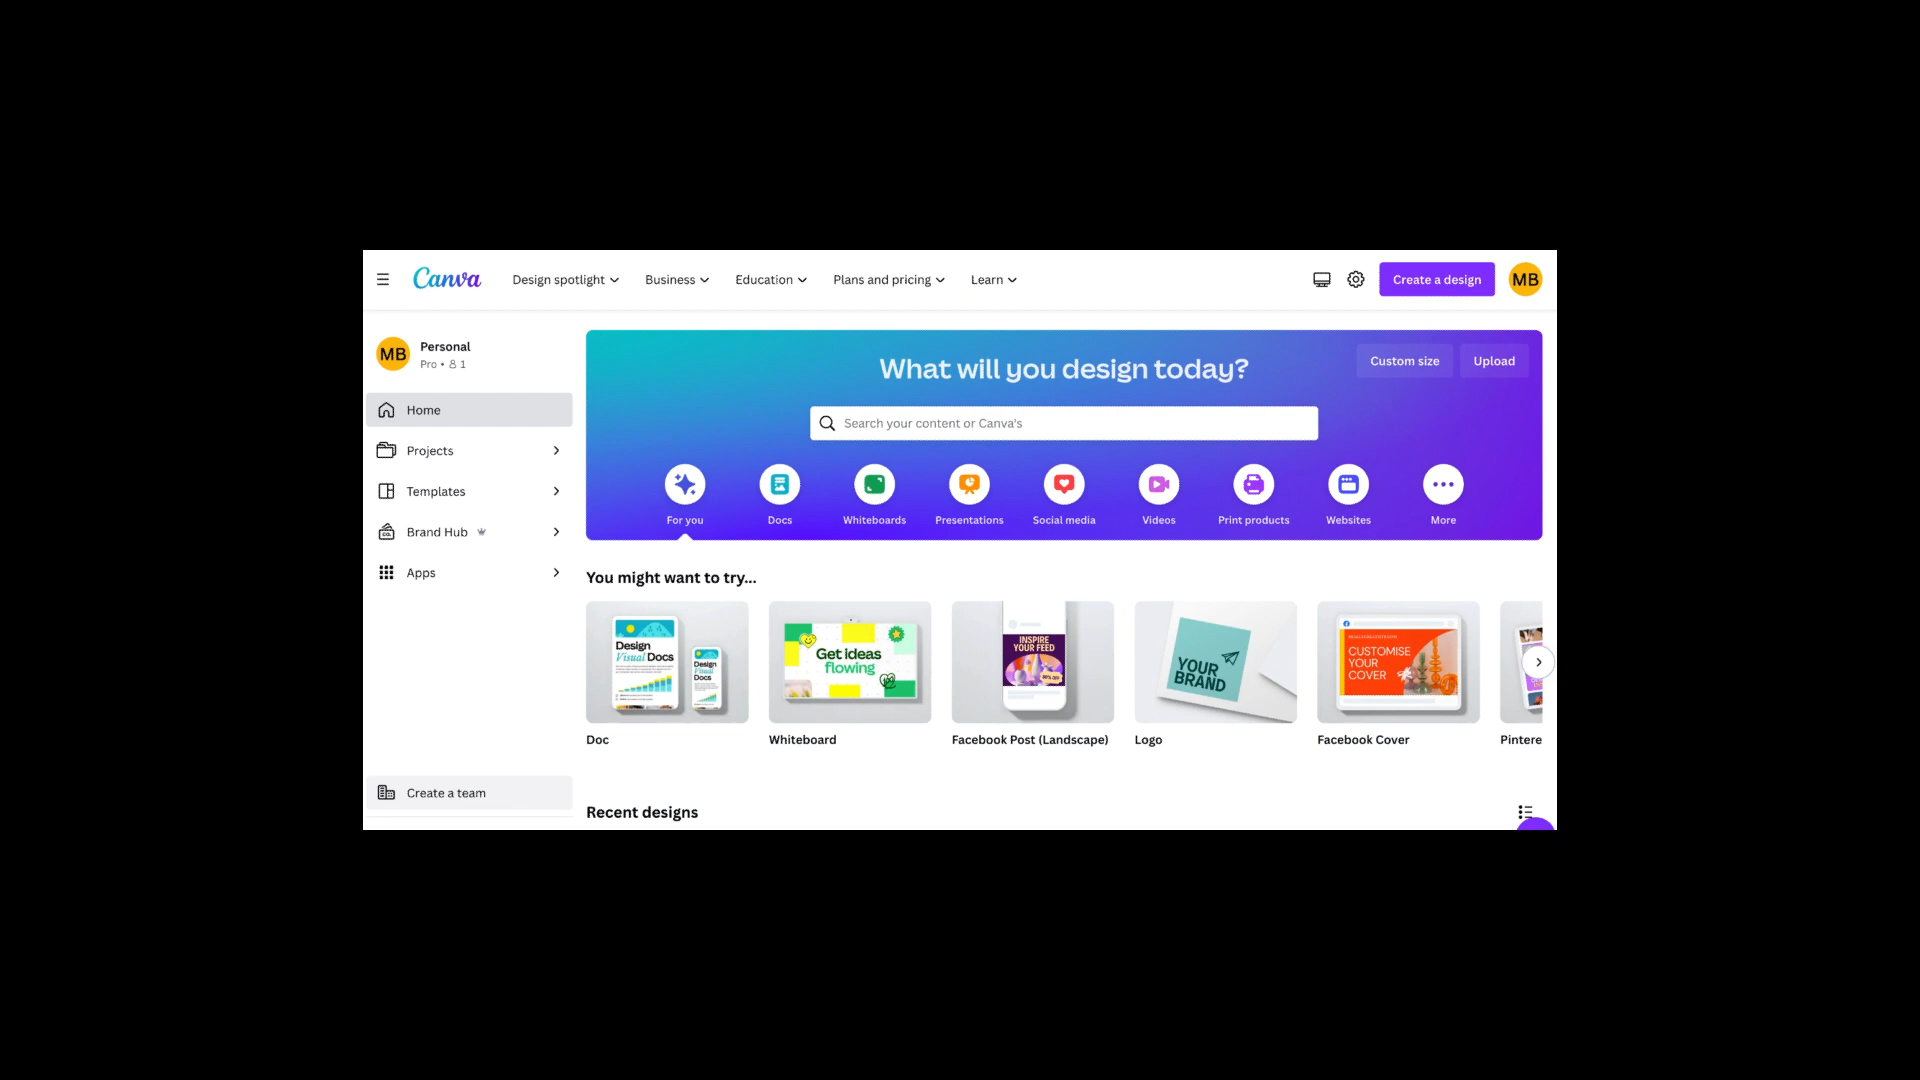 Canva
Design spotlight
Business
Education
Plans and pricing
Learn
Create a design
MB
MB
Personal
Pro • 1
Home
Projects
Templates
Brand Hub
Apps
Create a team
What will you design today?
Custom size
Upload
Search your content or Canva's
For you
Docs
Whiteboards
Presentations
Social media
Videos
Print products
Websites
More
You might want to try...
Design
Visual Docs
Design
Visual
Docs
Get ideas
flowing
INSPIRE
YOUR FEED
YOUR
BRAND
CUSTOMISE
YOUR
COVER
Doc
Whiteboard
Facebook Post (Landscape)
Logo
Facebook Cover
Pintere
Recent designs